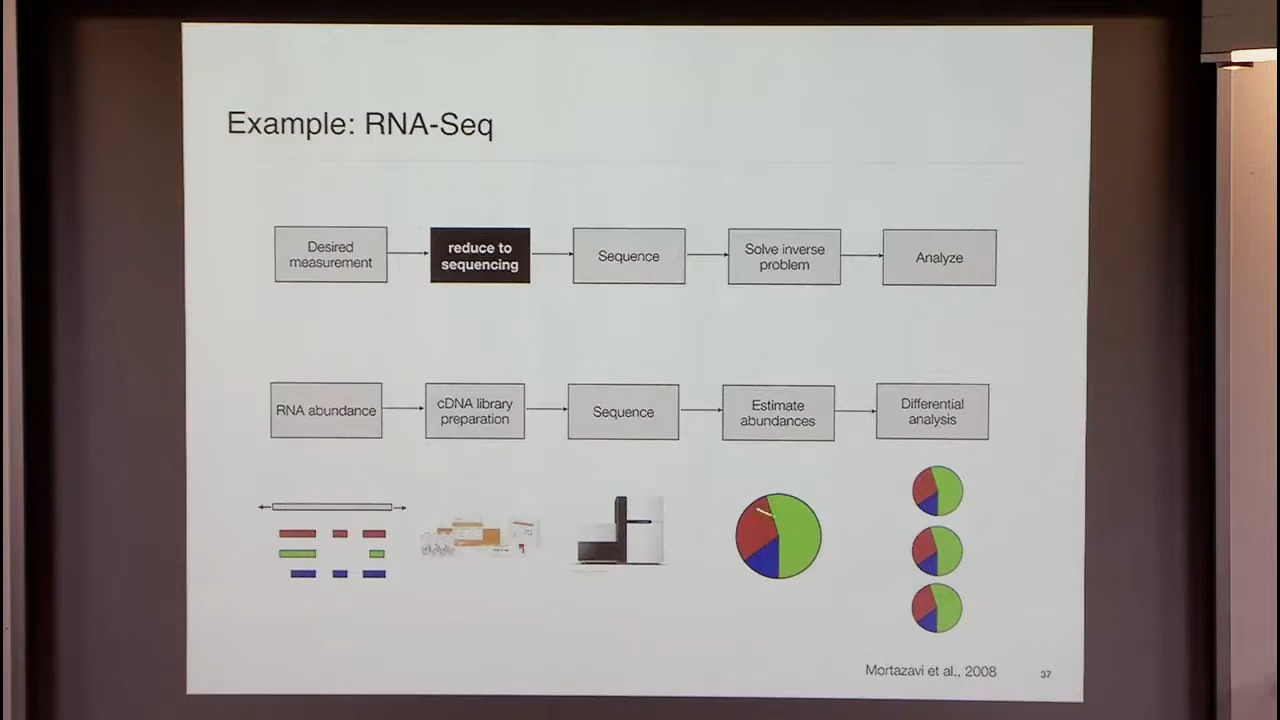 Example: RNA-Seq
Desired
measurement
reduce to
sequencing
Sequence
Solve inverse
problem
Analyze
RNA abundance
cDNA library
preparation
Sequence
Estimate
abundances
Differential
analysis
Mortazavi et al., 2008
37